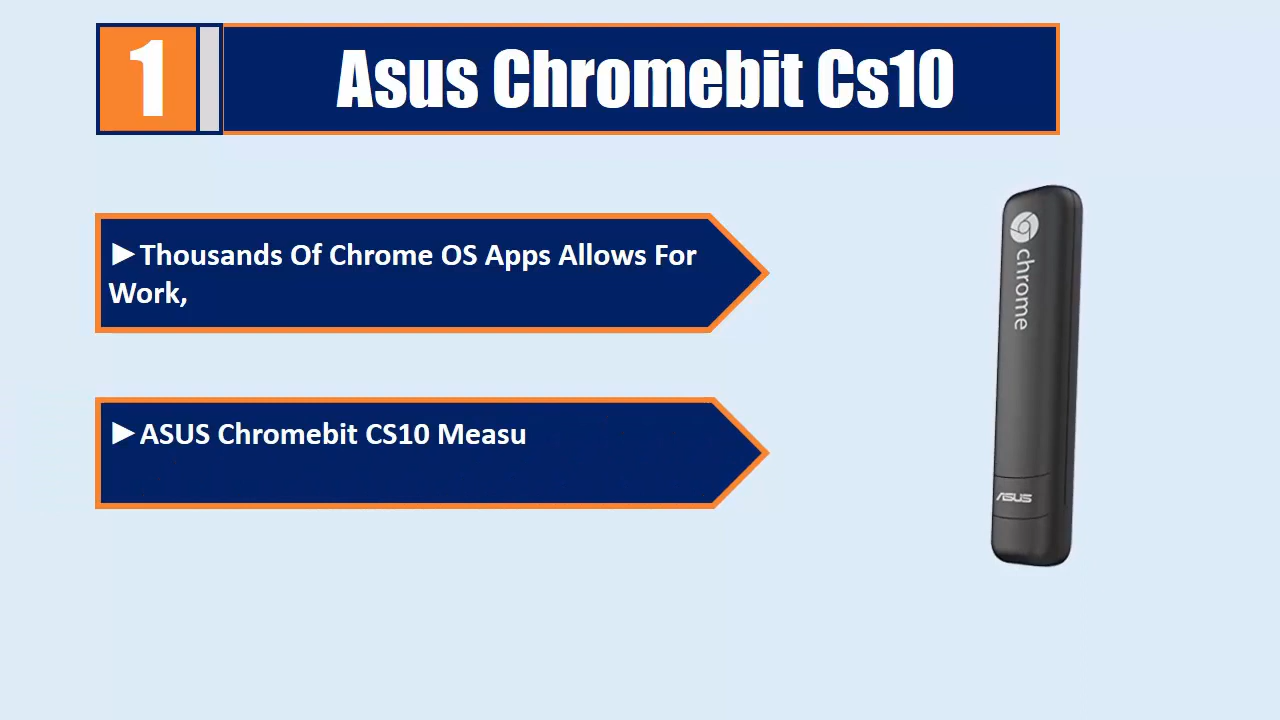 1
Asus Chromebit Cs10
►Thousands Of Chrome OS Apps Allows For
Work,
►ASUS Chromebit CS10 Measu
chrome
ASUS